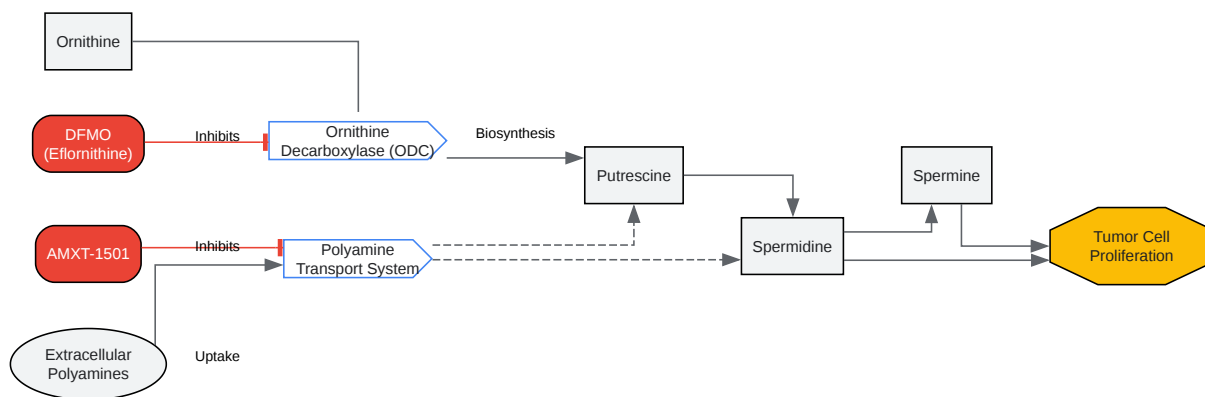 Ornithine
DFMO
(Eflornithine)
Inhibits
Ornithine
Decarboxylase (ODC)
Biosynthesis
Putrescine
Spermine
AMXT-1501
Inhibits
Polyamine
Transport System
Spermidine
Tumor Cell
Proliferation
Extracellular
Polyamines
Uptake